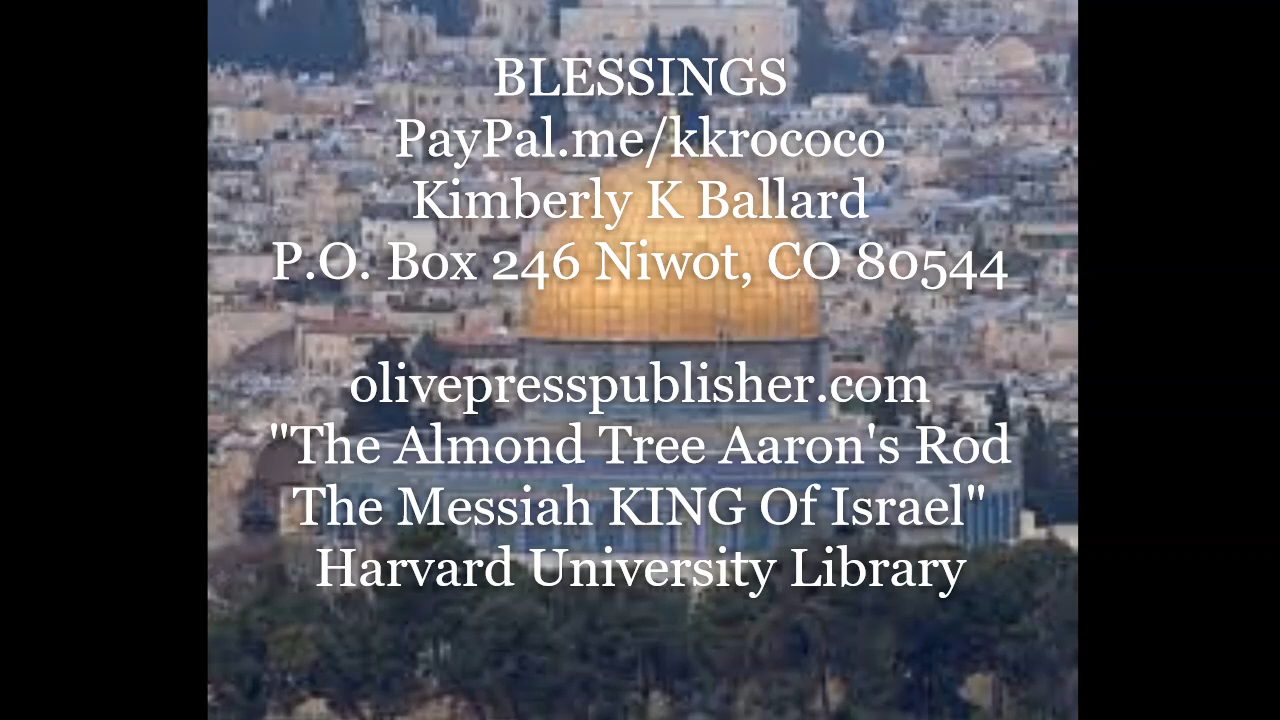 BLESSINGS
PayPal.me/kkrococo
Kimberly K Ballard
P.O. Box 246 Niwot, CO 80544
olivepresspublisher.com
"The Almond Tree Aaron's Rod
The Messiah KING Of Israel"
Harvard University Library